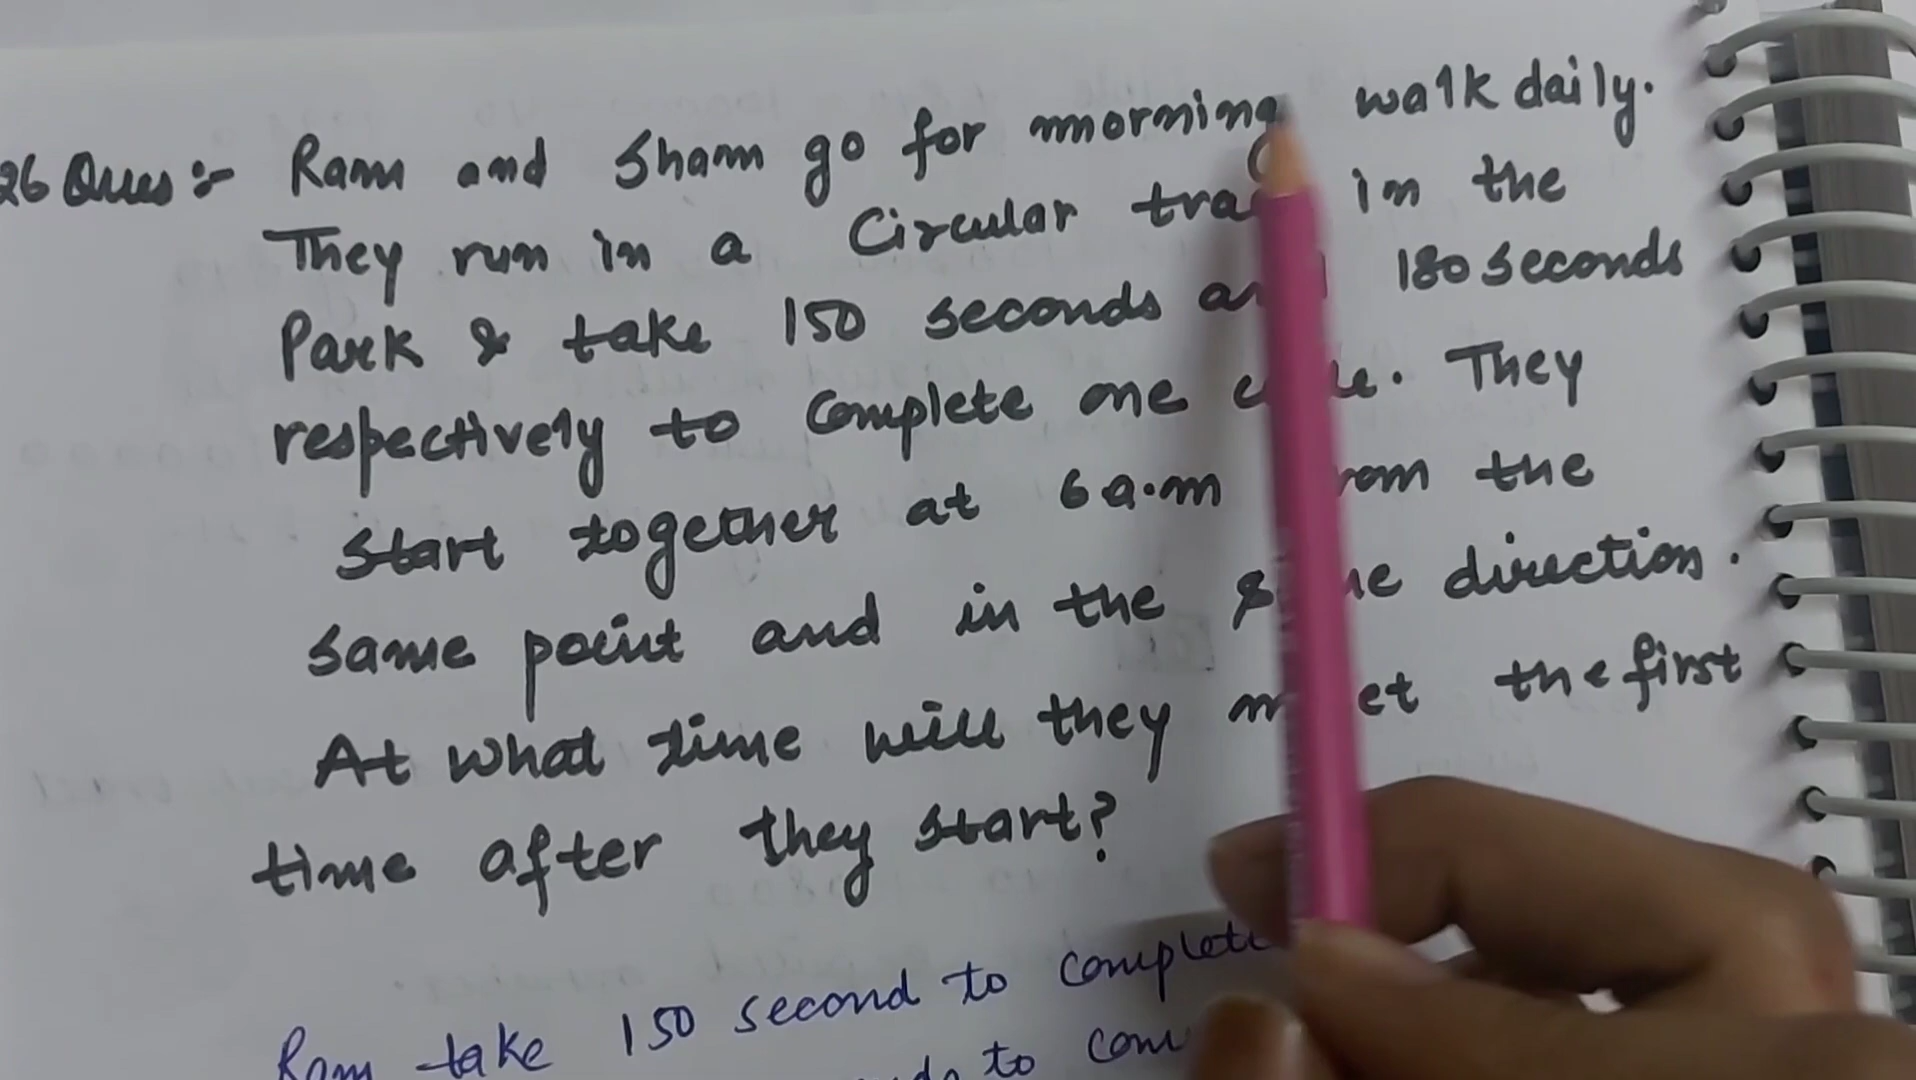 26 Ques :- Ram and Sham go for morning walk daily.
They run in a Circular in the
Park & take 150 seconds 180 seconds
respectively to Complete one They
start together at 6 a.m the
same point and in the direction.
At what time will they the first
time after they start?
Ram take 150 second to
to